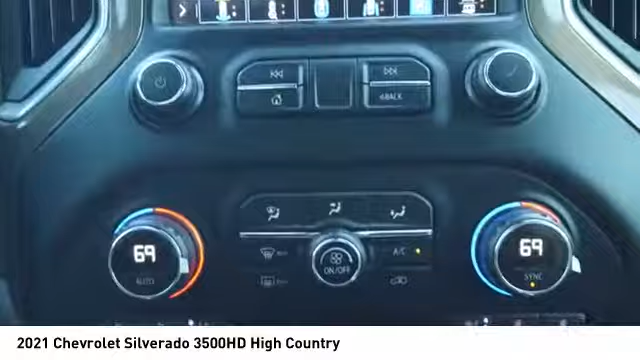 BACK
69
69
AUTO
SYNC
A/C
ON/OFF
2021 Chevrolet Silverado 3500HD High Country